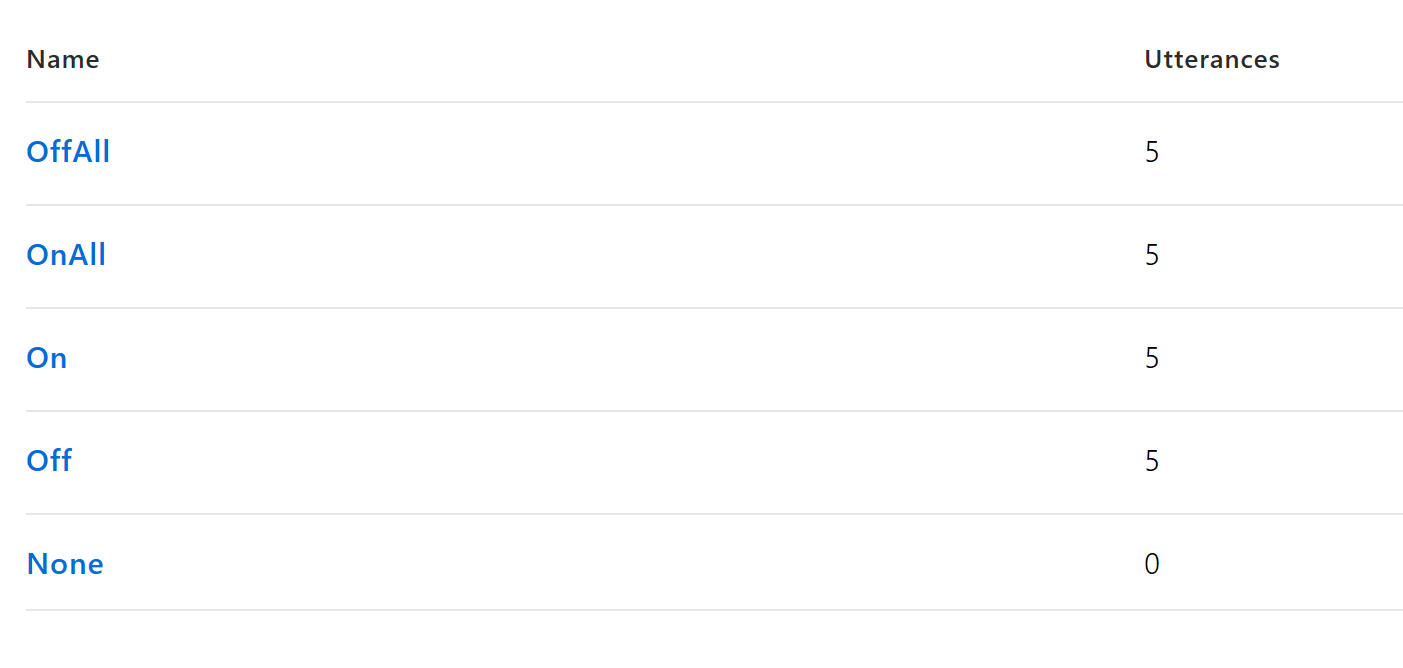 Name Utterances
OffAll 5
OnAll 5
On 5
Off 5
None 0